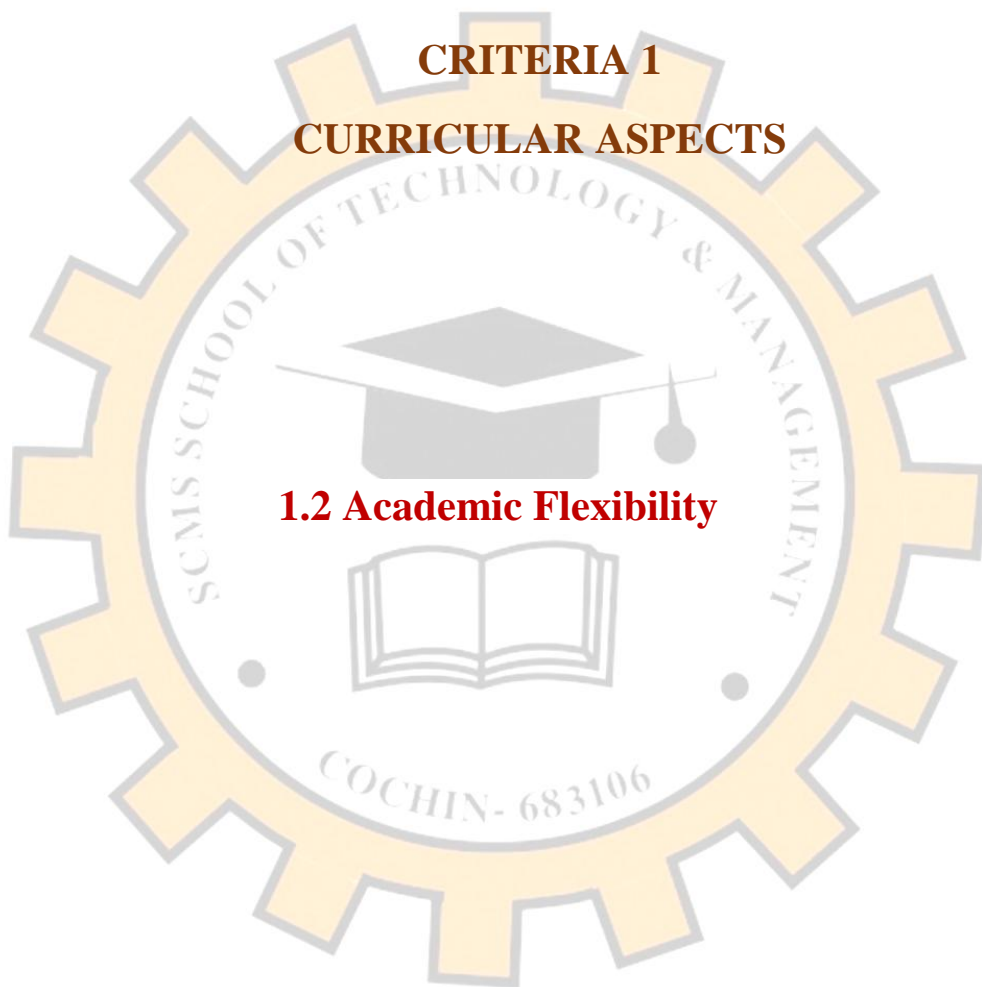 CRITERIA 1
CURRICULAR ASPECTS
SCMS SCHOOL OF TECHNOLOGY & MANAGEMENT
1.2 Academic Flexibility
COCHIN- 683106